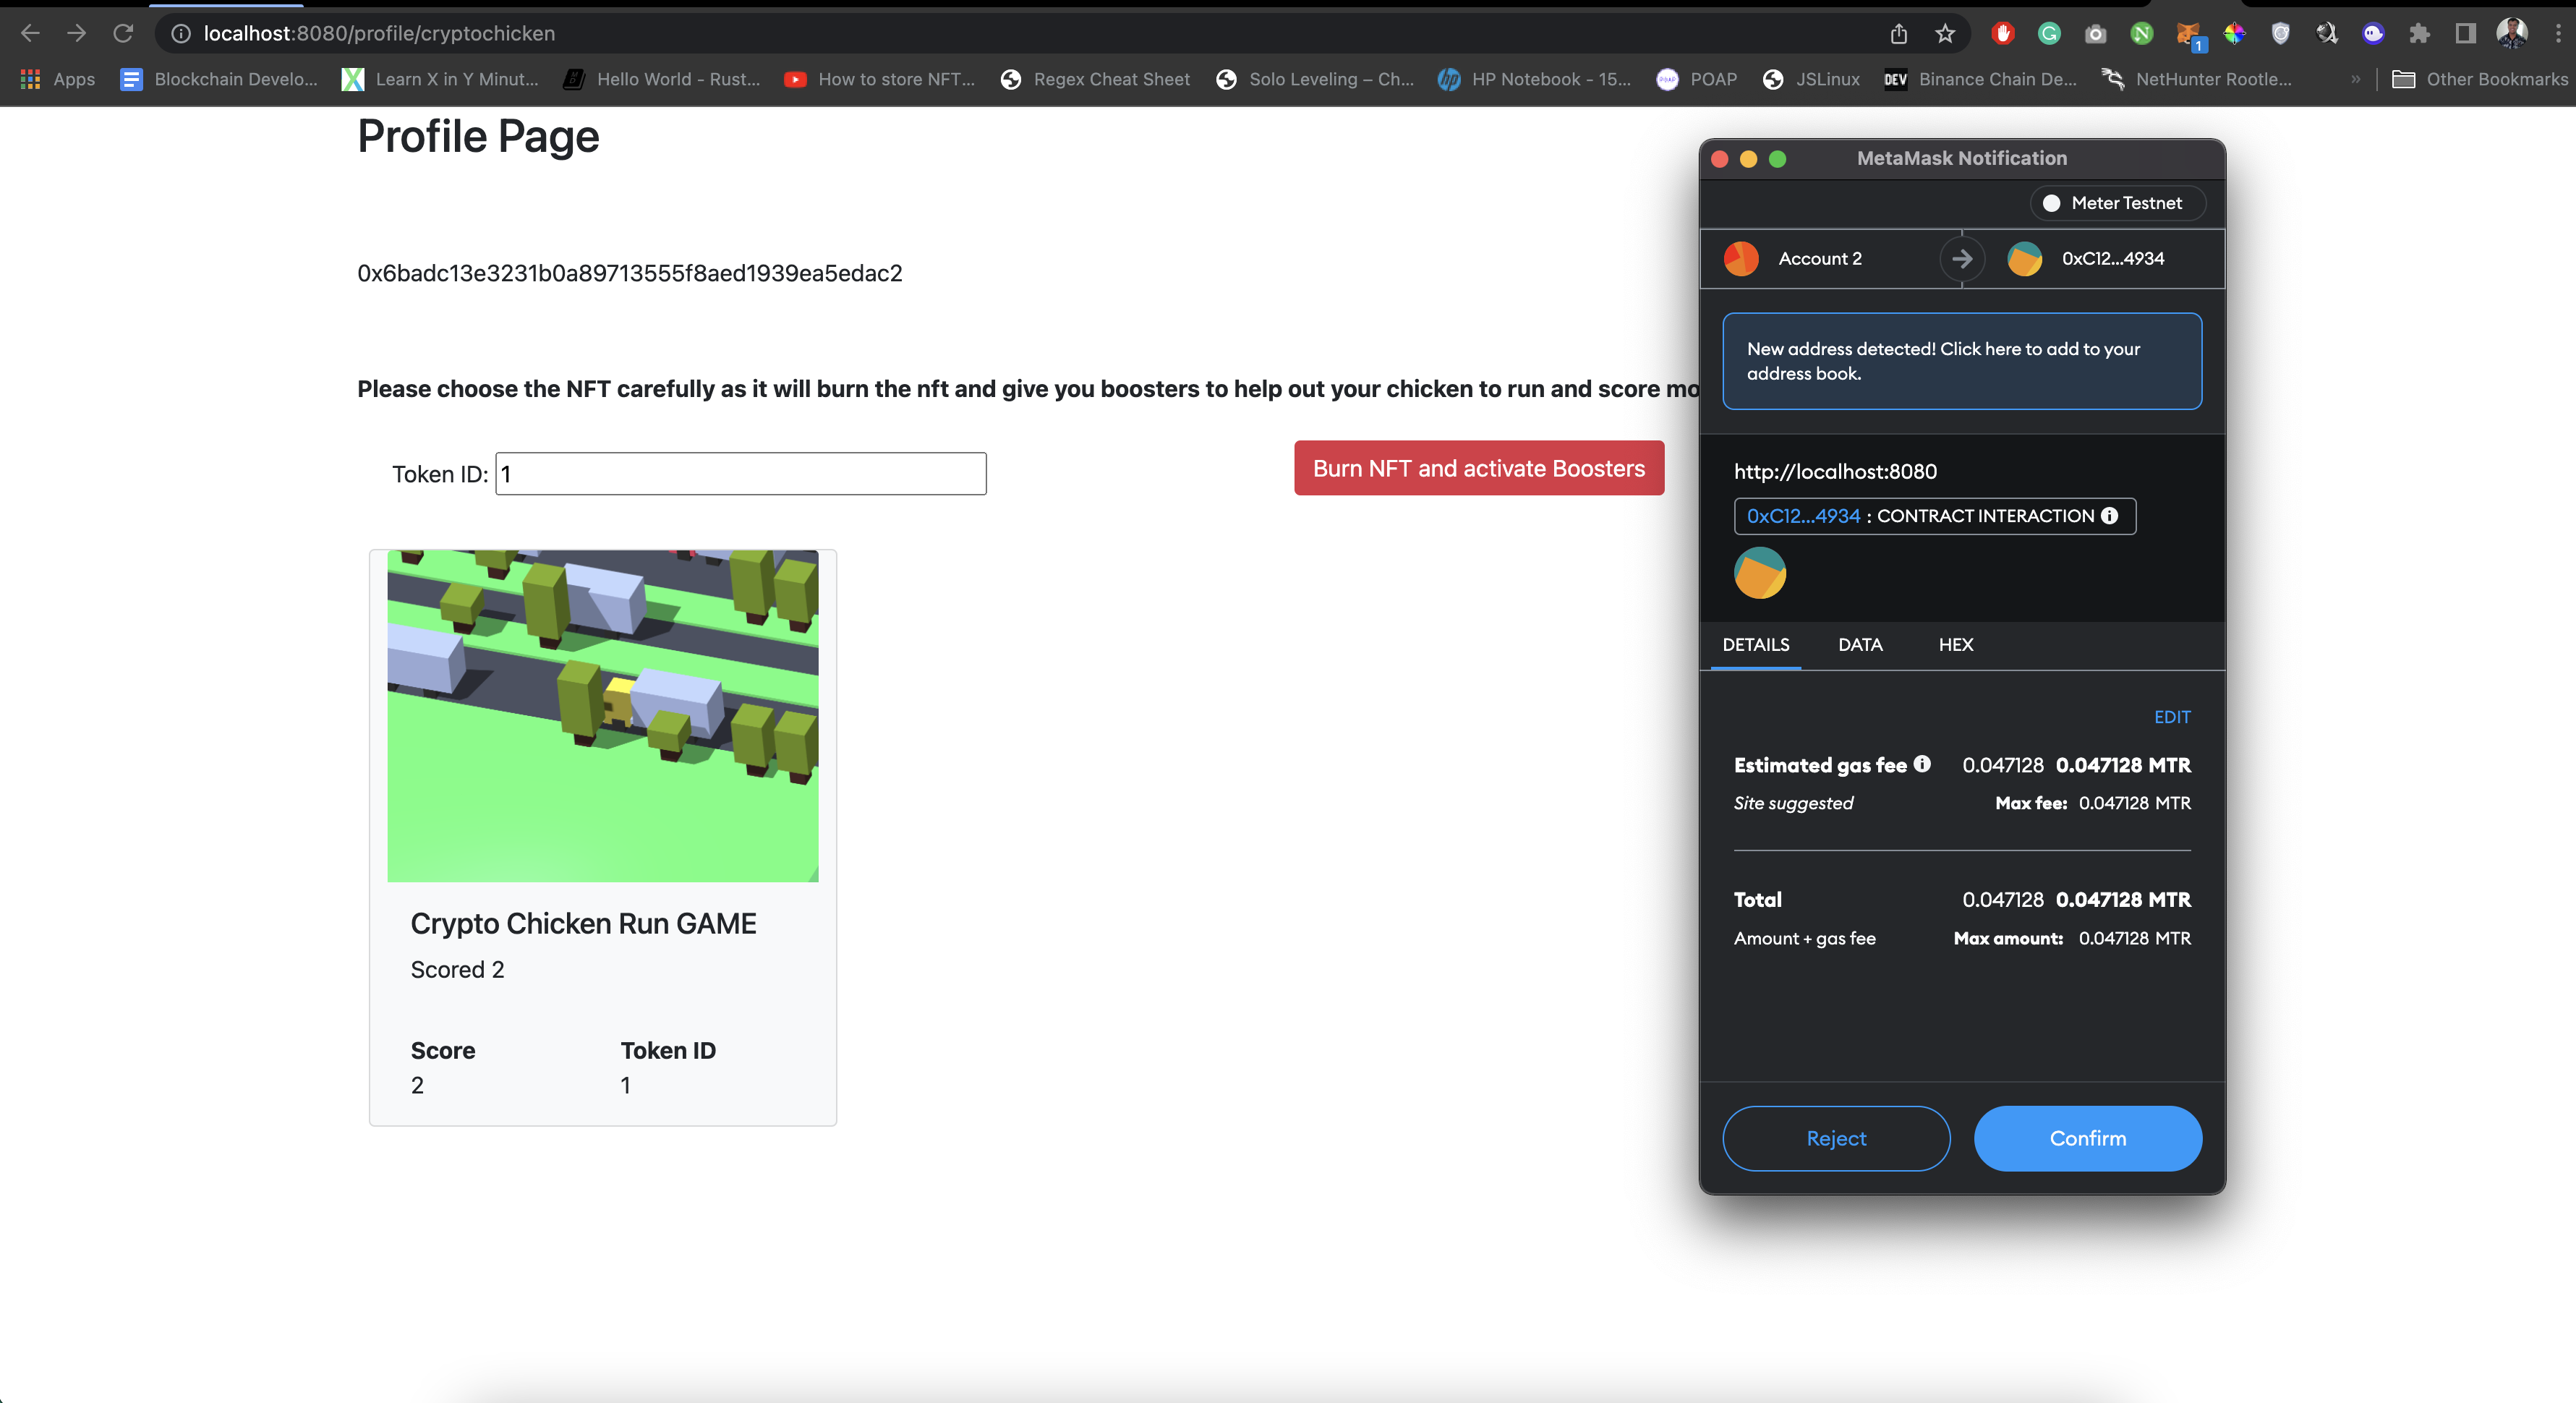 localhost:8080/profile/cryptochicken
1
Apps
Blockchain Develo...
Learn X in Y Minut...
Hello World - Rust...
How to store NFT...
Regex Cheat Sheet
Solo Leveling – Ch...
HP Notebook - 15...
POAP
JSLinux
DEV
Binance Chain De...
NetHunter Rootle...
»
Other Bookmarks
Profile Page
0x6badc13e3231b0a89713555f8aed1939ea5edac2
Please choose the NFT carefully as it will burn the nft and give you boosters to help out your chicken to run and score mo
Token ID: 1
Burn NFT and activate Boosters
Crypto Chicken Run GAME
Scored 2
Score Token ID
2 1
MetaMask Notification
Meter Testnet
Account 2
0xC12...4934
New address detected! Click here to add to your
address book.
http://localhost:8080
0xC12...4934 : CONTRACT INTERACTION
DETAILS DATA HEX
EDIT
Estimated gas fee 0.047128 0.047128 MTR
Site suggested Max fee: 0.047128 MTR
Total 0.047128 0.047128 MTR
Amount + gas fee Max amount: 0.047128 MTR
Reject Confirm